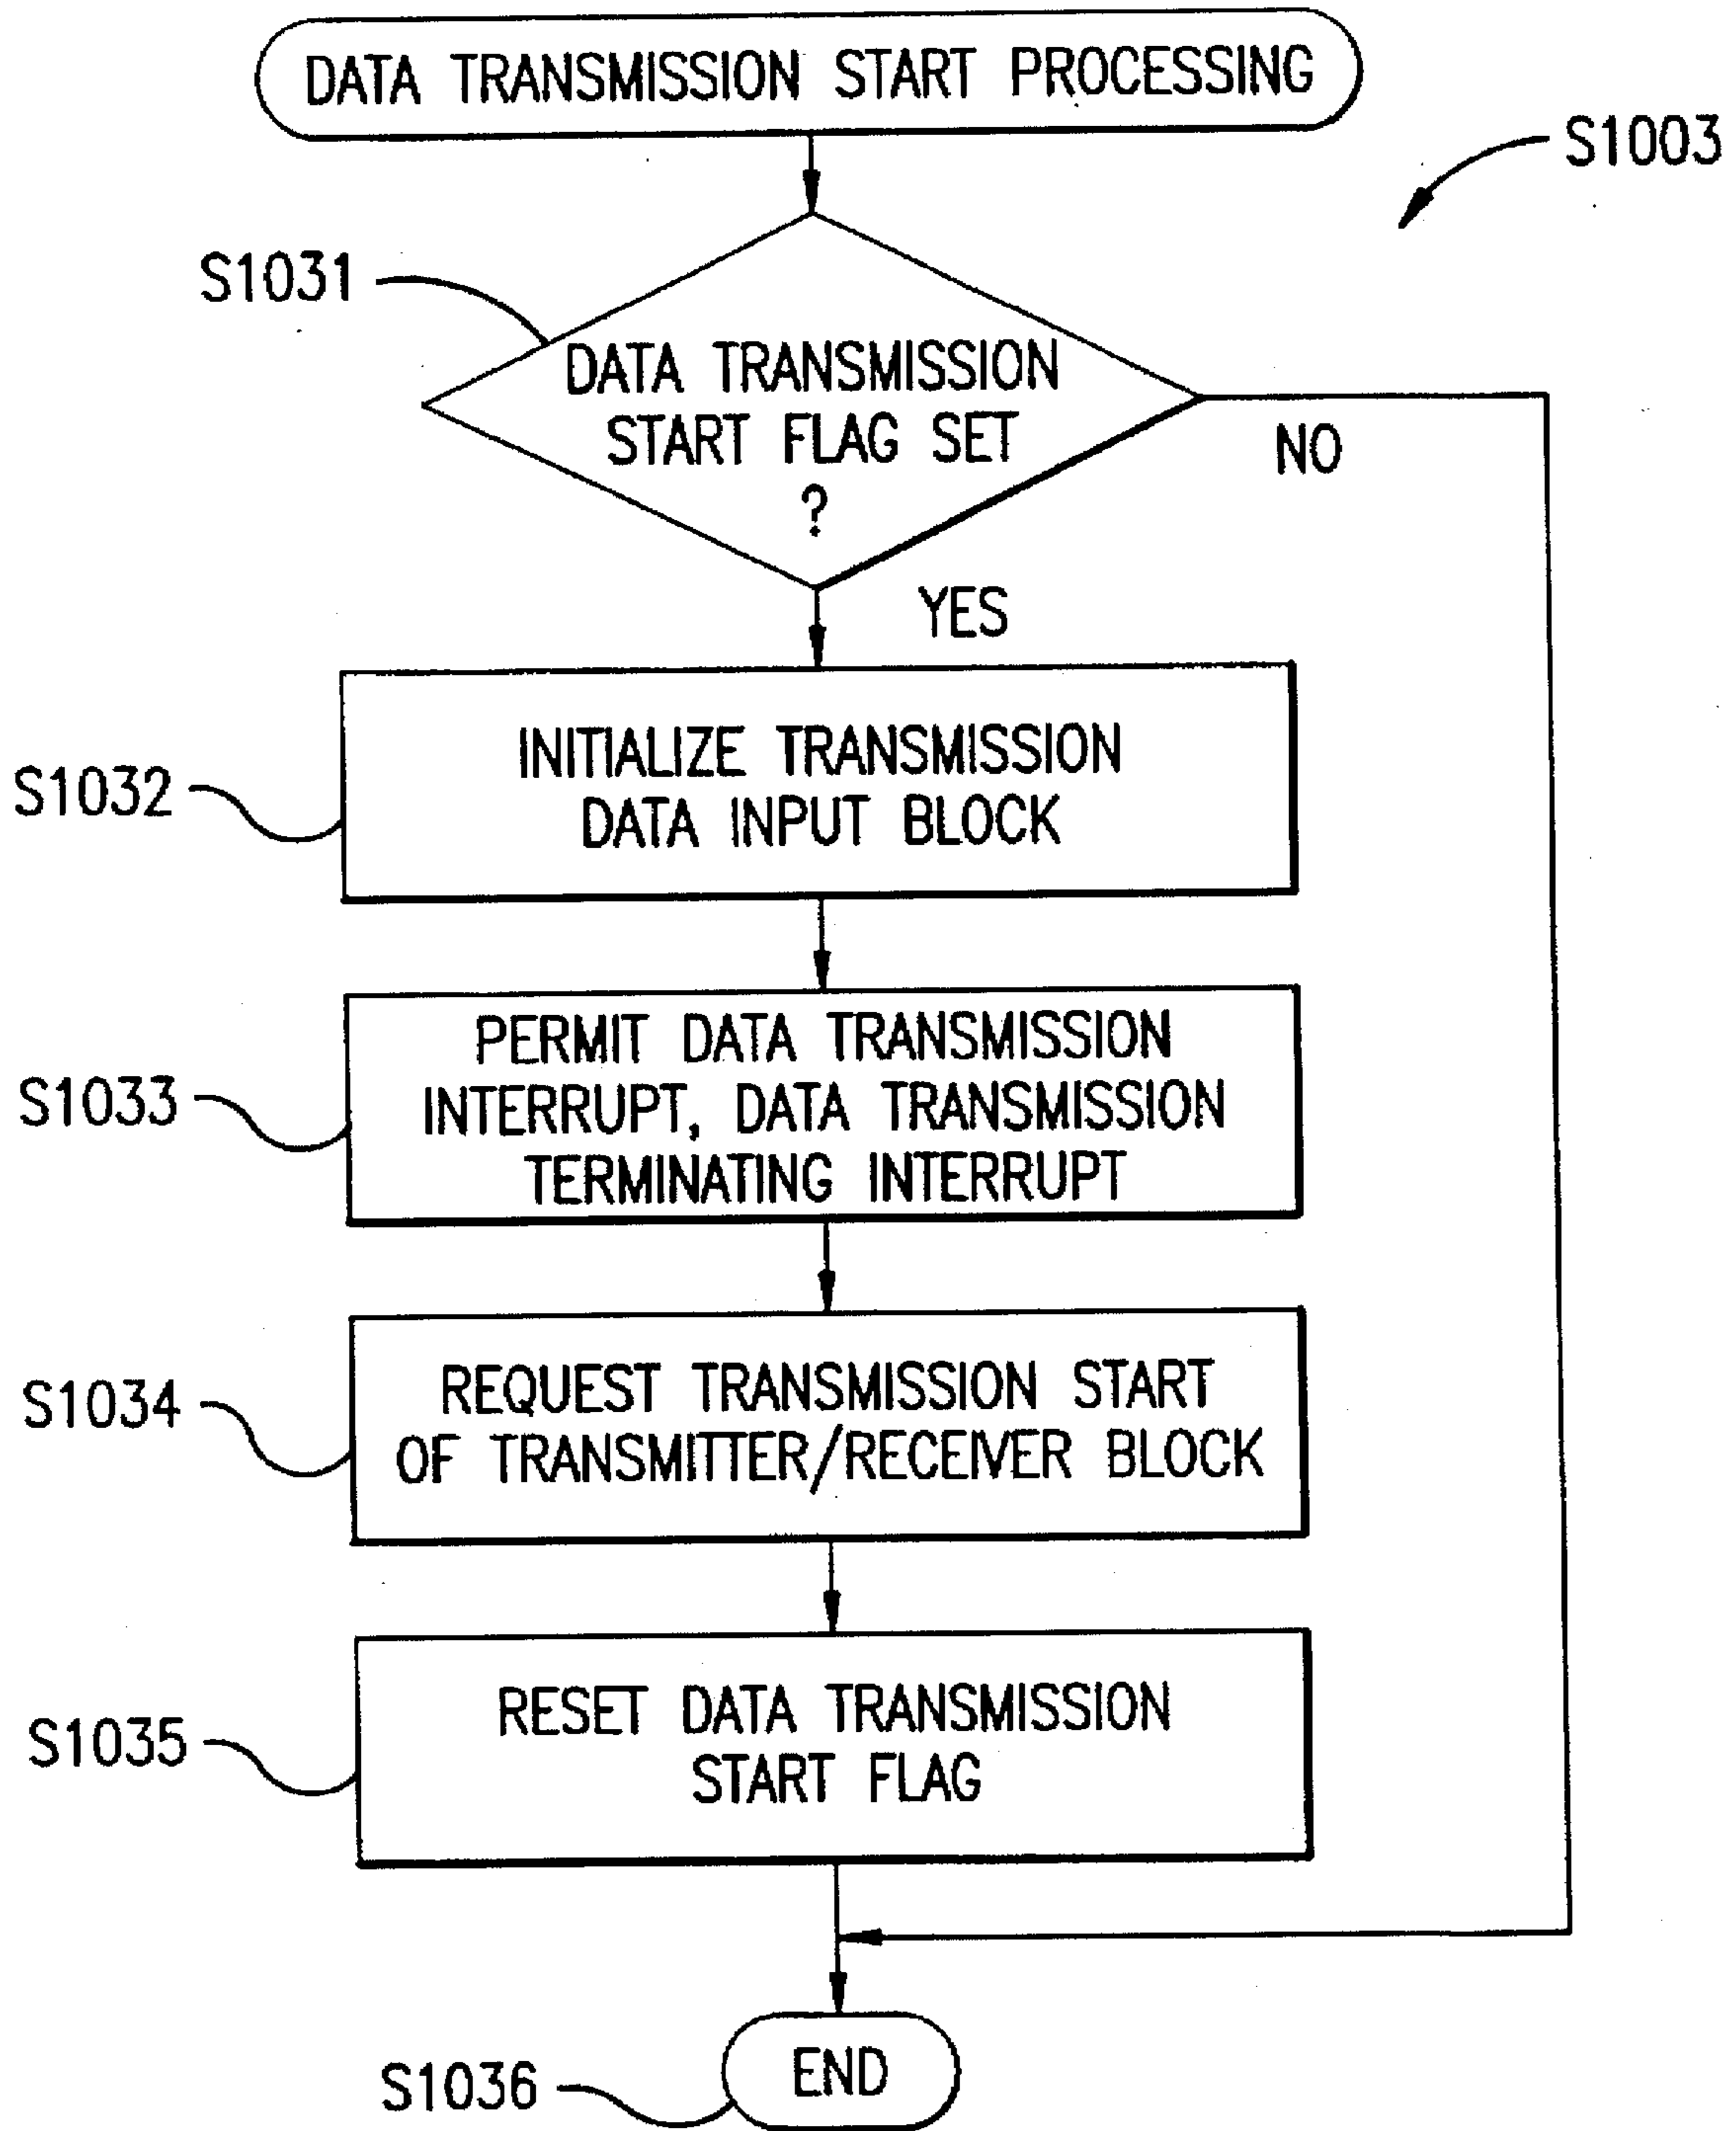 DATA TRANSMISSION START PROCESSING
S1003
S1031
DATA TRANSMISSION
START FLAG SET
?
NO
YES
S1032
INITIALIZE TRANSMISSION
DATA INPUT BLOCK
S1033
PERMIT DATA TRANSMISSION
INTERRUPT, DATA TRANSMISSION
TERMINATING INTERRUPT
S1034
REQUEST TRANSMISSION START
OF TRANSMITTER/RECEIVER BLOCK
S1035
RESET DATA TRANSMISSION
START FLAG
S1036
END